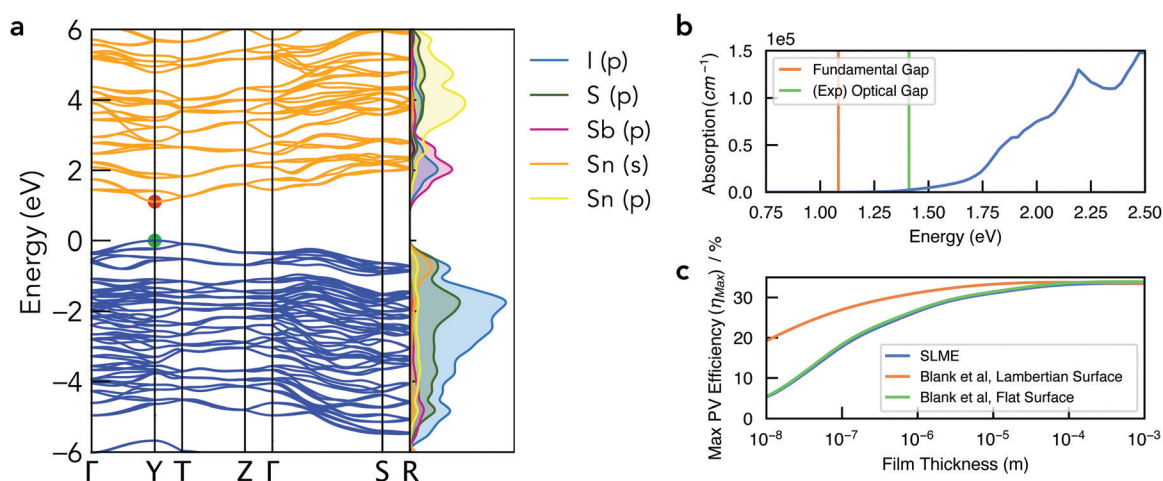 a
6
4
2
0
−2
−4
−6
Energy (eV)
Γ Y T Z Γ S R
I (p)
S (p)
Sb (p)
Sn (s)
Sn (p)
b
1e5
1.5
1.0
0.5
0.0
Absorption (cm⁻¹)
Fundamental Gap
(Exp) Optical Gap
0.75 1.00 1.25 1.50 1.75 2.00 2.25 2.50
Energy (eV)
c
30
20
10
0
Max PV Efficiency (η_Max) / %
SLME
Blank et al, Lambertian Surface
Blank et al, Flat Surface
10⁻⁸ 10⁻⁷ 10⁻⁶ 10⁻⁵ 10⁻⁴ 10⁻³
Film Thickness (m)